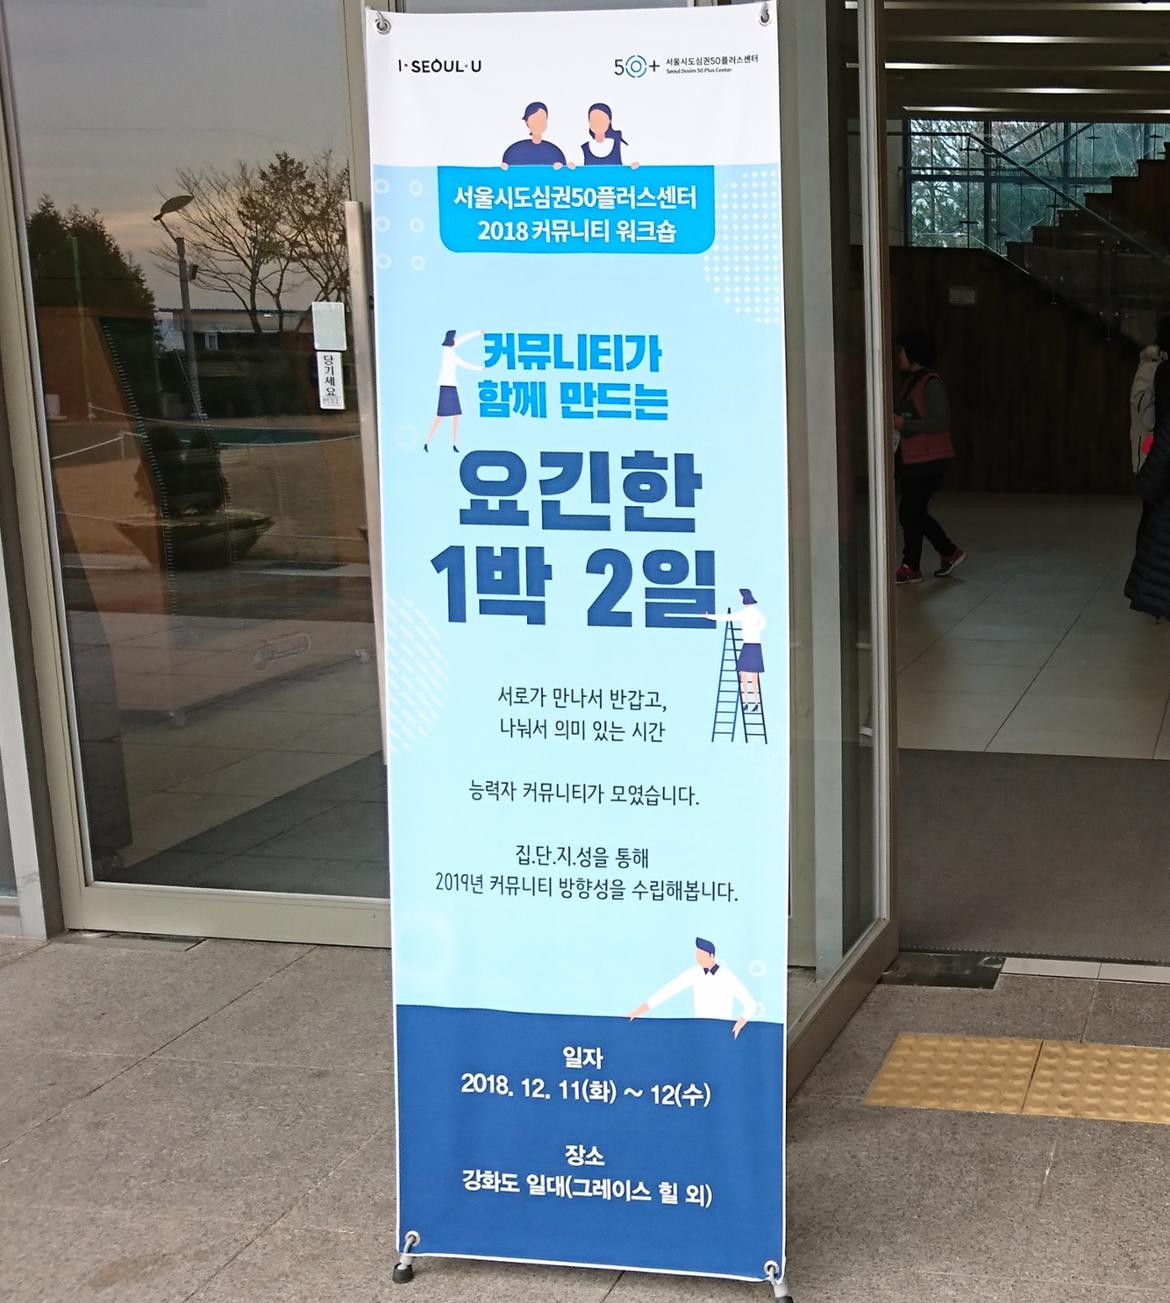 I·SEOUL·U
50+ 서울시도심권50플러스센터
Seoul Dosim 50 Plus Center
서울시도심권50플러스센터
2018 커뮤니티 워크숍
커뮤니티가
함께 만드는
요긴한
1박 2일
서로가 만나서 반갑고,
나눠서 의미 있는 시간
능력자 커뮤니티가 모였습니다.
집.단.지.성을 통해
2019년 커뮤니티 방향성을 수립해봅니다.
일자
2018. 12. 11(화) ~ 12(수)
장소
강화도 일대(그레이스 힐 외)
당기세요
PULL